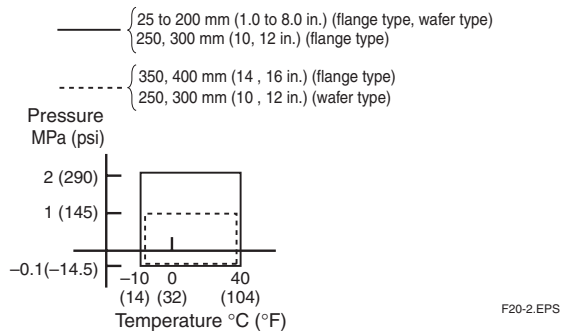 25 to 200 mm (1.0 to 8.0 in.) (flange type, wafer type)
250, 300 mm (10, 12 in.) (flange type)
350, 400 mm (14 , 16 in.) (flange type)
250, 300 mm (10 , 12 in.) (wafer type)
Pressure
MPa (psi)
2 (290)
1 (145)
–0.1(–14.5)
–10 0 40
(14) (32) (104)
Temperature °C (°F)
F20-2.EPS